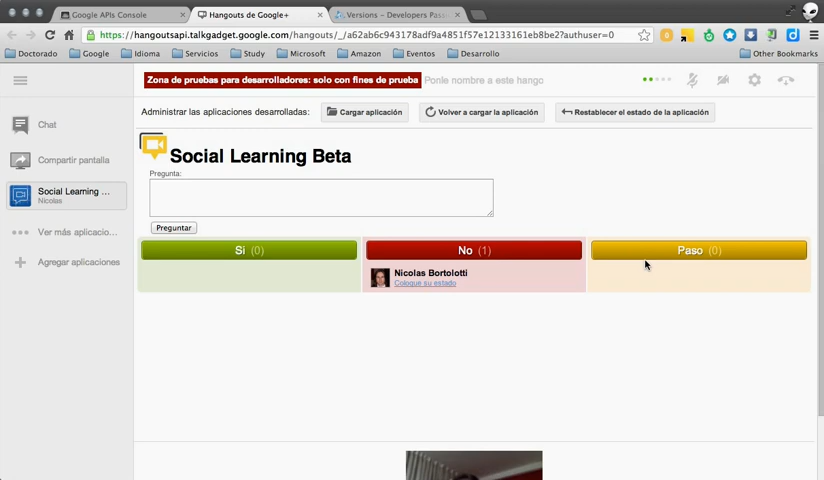 Google APIs Console
Hangouts de Google+
Versions - Developers Passi
https://hangoutsapi.talkgadget.google.com/hangouts/_/a62ab6c943178adf9a4851f57e12133161eb8be2?authuser=0
Doctorado
Google
Idioma
Servicios
Study
Microsoft
Amazon
Eventos
Desarrollo
Other Bookmarks
Zona de pruebas para desarrolladores: solo con fines de prueba
Ponle nombre a este hango
Administrar las aplicaciones desarrolladas:
Cargar aplicación
Volver a cargar la aplicación
Restablecer el estado de la aplicación
Chat
Compartir pantalla
Social Learning ...
Nicolas
Ver más aplicacio...
Agregar aplicaciones
Social Learning Beta
Pregunta:
Preguntar
Si (0)
No (1)
Paso (0)
Nicolas Bortolotti
Coloque su estado